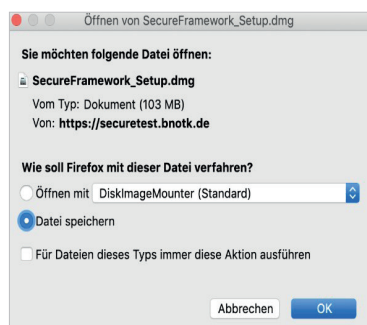 Öffnen von SecureFramework_Setup.dmg
Sie möchten folgende Datei öffnen:
SecureFramework_Setup.dmg
Vom Typ: Dokument (103 MB)
Von: https://securetest.bnotk.de
Wie soll Firefox mit dieser Datei verfahren?
Öffnen mit DiskImageMounter (Standard)
Datei speichern
Für Dateien dieses Typs immer diese Aktion ausführen
Abbrechen OK